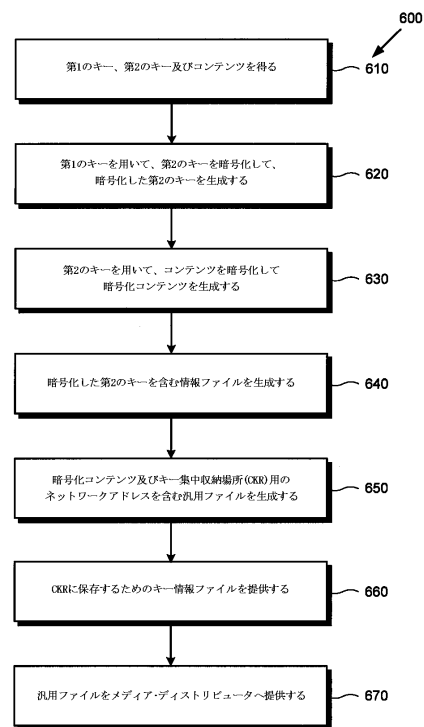 600
第1のキー、第2のキー及びコンテンツを得る
610
第1のキーを用いて、第2のキーを暗号化して、
暗号化した第2のキーを生成する
620
第2のキーを用いて、コンテンツを暗号化して
暗号化コンテンツを生成する
630
暗号化した第2のキーを含む情報ファイルを生成する
640
暗号化コンテンツ及びキー集中収納場所(CKR)用の
ネットワークアドレスを含む汎用ファイルを生成する
650
CKRに保存するためのキー情報ファイルを提供する
660
汎用ファイルをメディア・ディストリビュータへ提供する
670